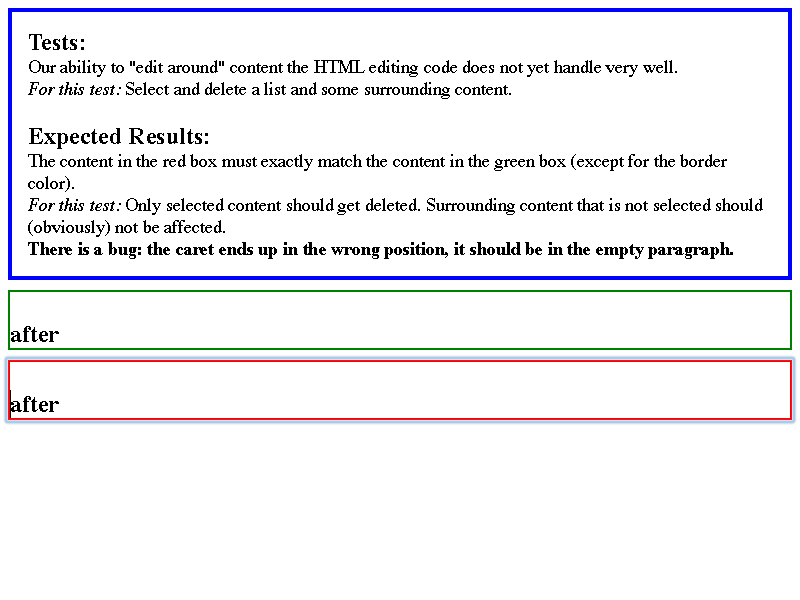 Tests:
Our ability to "edit around" content the HTML editing code does not yet handle very well.
For this test: Select and delete a list and some surrounding content.
Expected Results:
The content in the red box must exactly match the content in the green box (except for the border
color).
For this test: Only selected content should get deleted. Surrounding content that is not selected should
(obviously) not be affected.
There is a bug: the caret ends up in the wrong position, it should be in the empty paragraph.
after
after